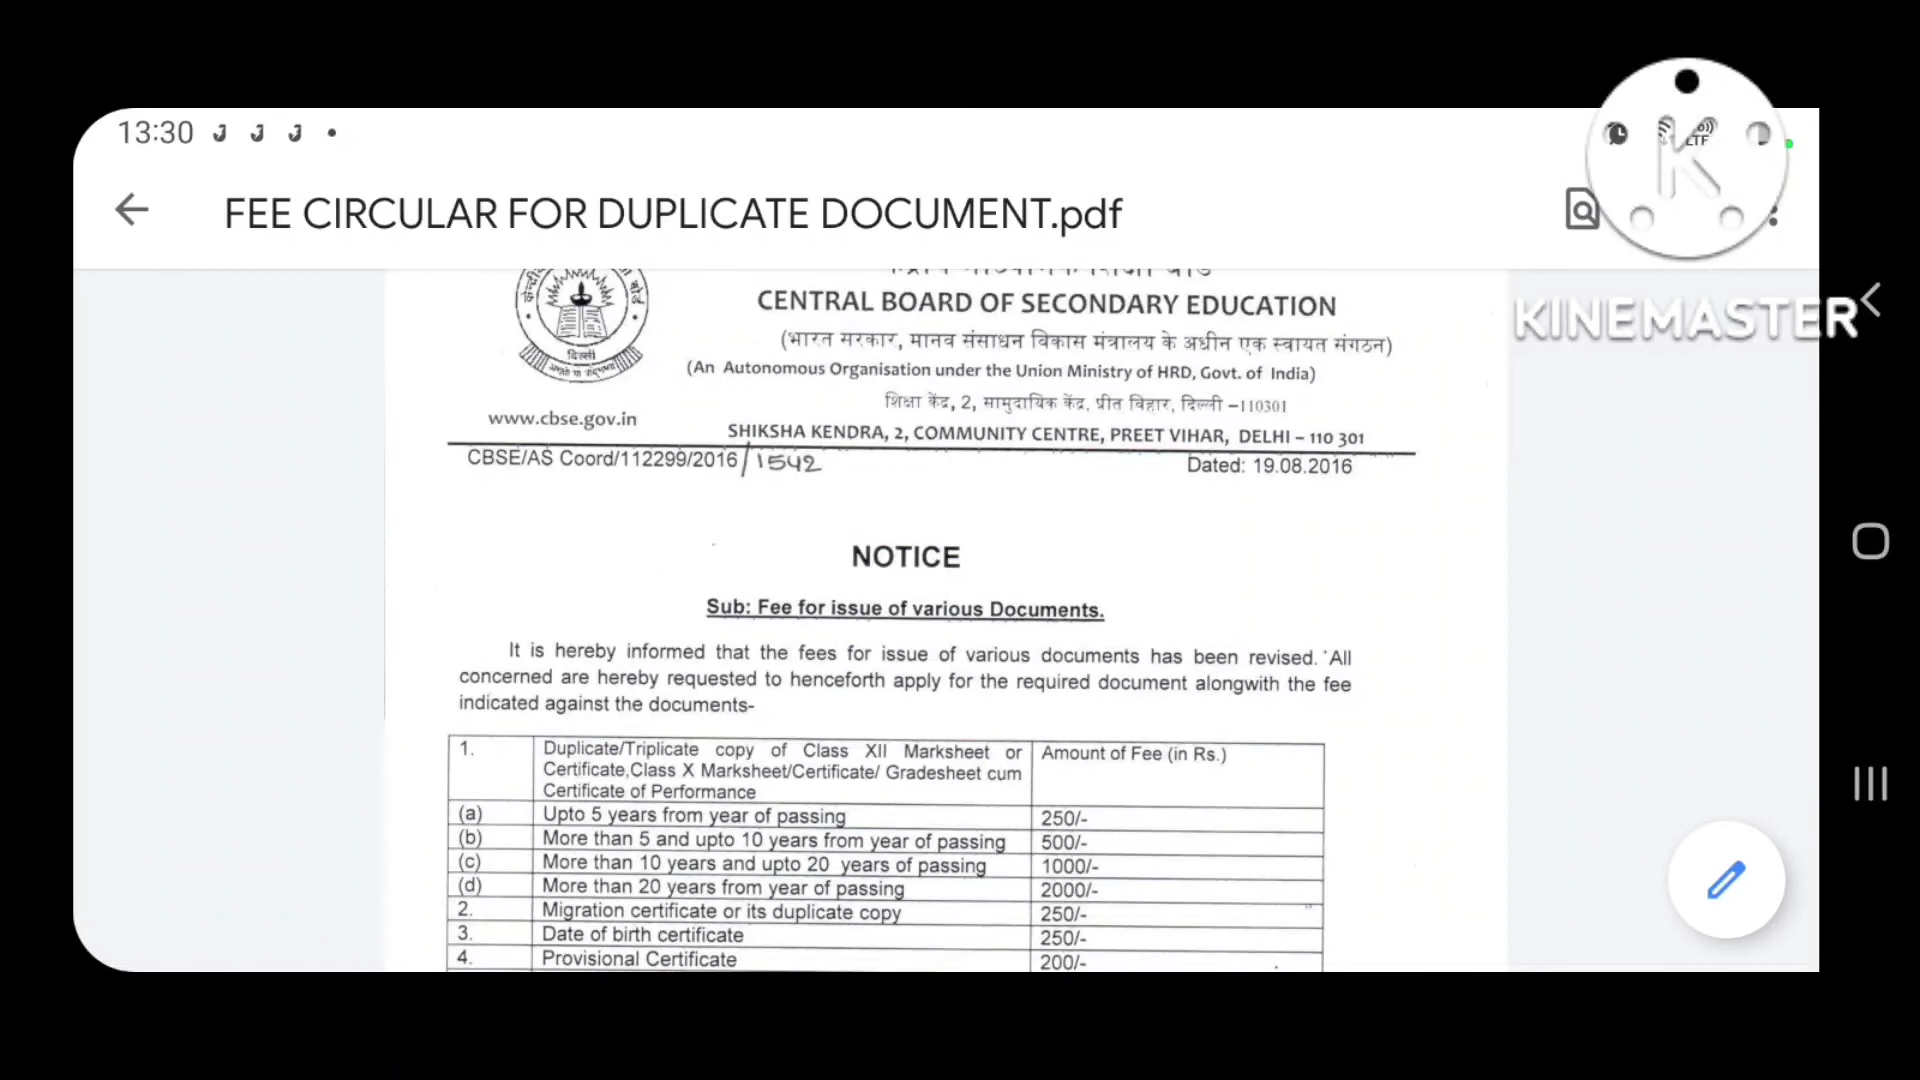 13:30
FEE CIRCULAR FOR DUPLICATE DOCUMENT.pdf
K
KINEMASTER
CENTRAL BOARD OF SECONDARY EDUCATION
(भारत सरकार, मानव संसाधन विकास मंत्रालय के अधीन एक स्वायत संगठन)
(An Autonomous Organisation under the Union Ministry of HRD, Govt. of India)
शिक्षा केंद्र, 2, सामुदायिक केंद्र, प्रीत विहार, दिल्ली –110301
www.cbse.gov.in
SHIKSHA KENDRA, 2, COMMUNITY CENTRE, PREET VIHAR, DELHI – 110 301
CBSE/AS Coord/112299/2016/1542 Dated: 19.08.2016
NOTICE
Sub: Fee for issue of various Documents.
It is hereby informed that the fees for issue of various documents has been revised. All
concerned are hereby requested to henceforth apply for the required document alongwith the fee
indicated against the documents-
1. Duplicate/Triplicate copy of Class XII Marksheet or Amount of Fee (in Rs.)
Certificate,Class X Marksheet/Certificate/ Gradesheet cum
Certificate of Performance
(a) Upto 5 years from year of passing 250/-
(b) More than 5 and upto 10 years from year of passing 500/-
(c) More than 10 years and upto 20 years of passing 1000/-
(d) More than 20 years from year of passing 2000/-
2. Migration certificate or its duplicate copy 250/-
3. Date of birth certificate 250/-
4. Provisional Certificate 200/-